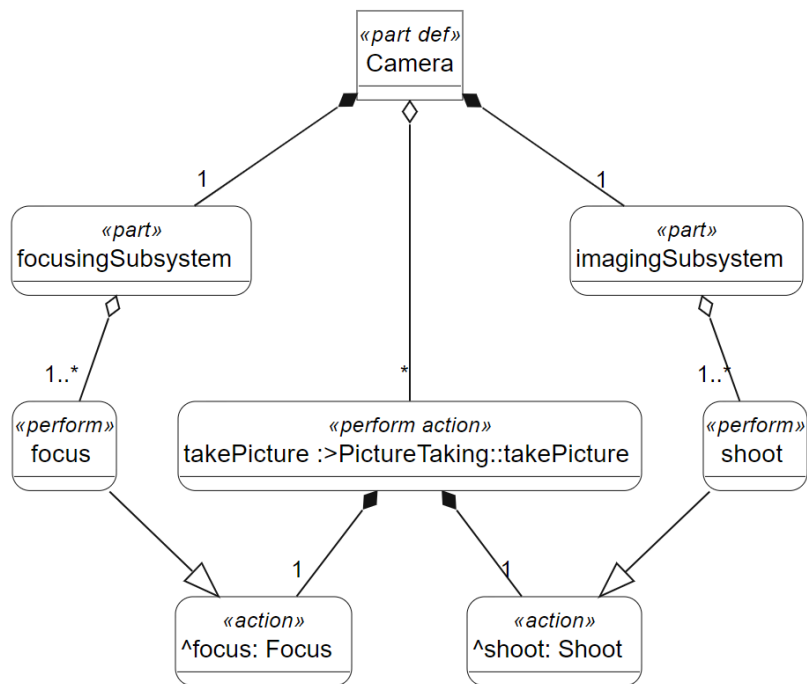 «part def»
Camera
1
1
«part»
focusingSubsystem
«part»
imagingSubsystem
1..*
*
1..*
«perform»
focus
«perform action»
takePicture :>PictureTaking::takePicture
«perform»
shoot
1
1
«action»
^focus: Focus
«action»
^shoot: Shoot